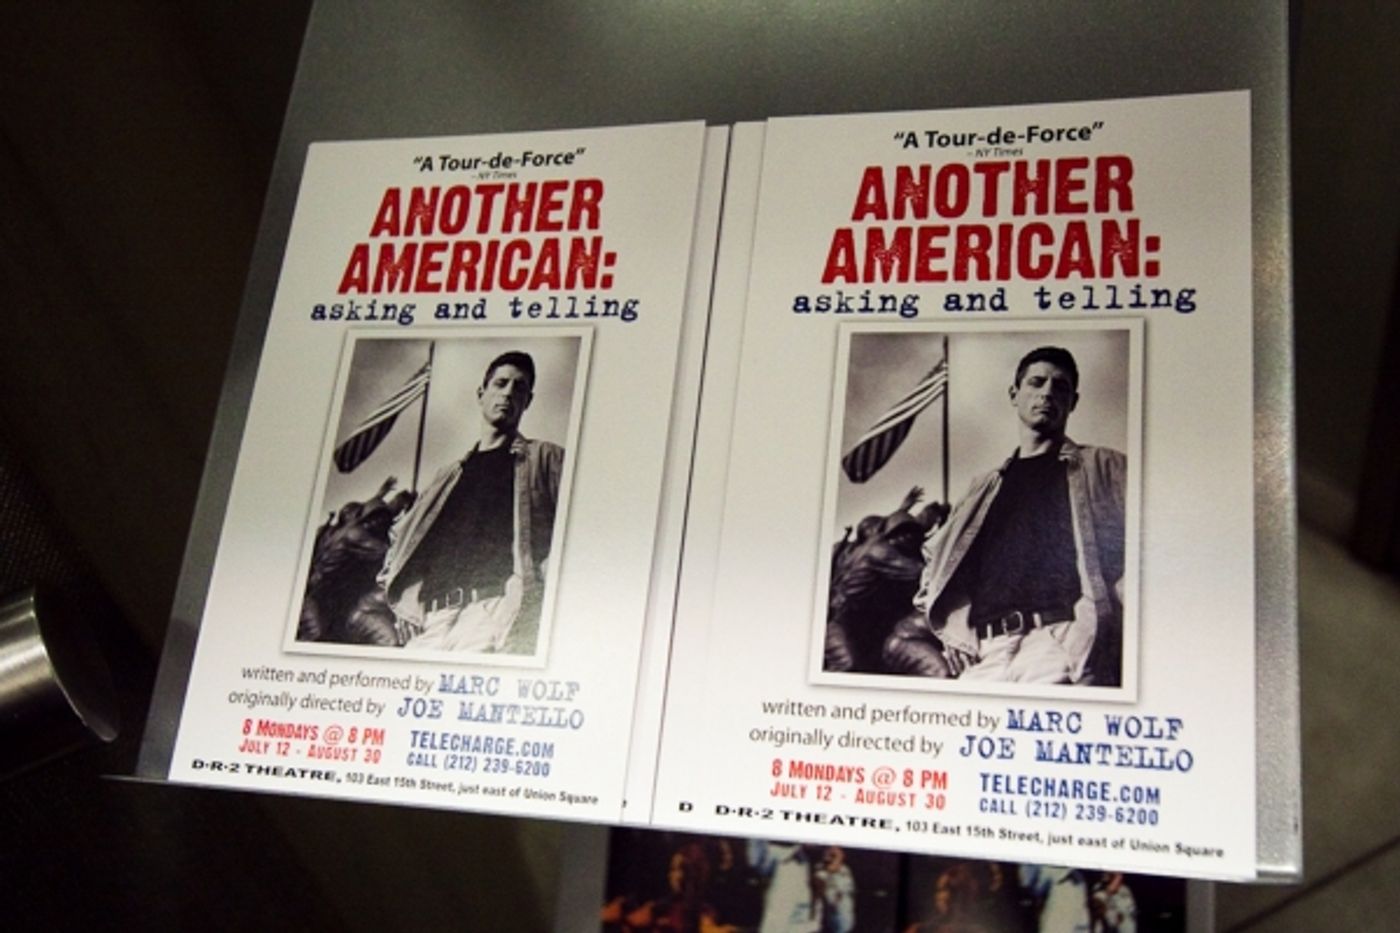 "A Tour-de-Force"
– NY Times
ANOTHER
AMERICAN:
asking and telling
written and performed by MARC WOLF
originally directed by JOE MANTELLO
8 MONDAYS @ 8 PM
JULY 12 - AUGUST 30
TELECHARGE.COM
CALL (212) 239-6200
D·R·2 THEATRE, 103 East 15th Street, just east of Union Square
"A Tour-de-Force"
– NY Times
ANOTHER
AMERICAN:
asking and telling
written and performed by MARC WOLF
originally directed by JOE MANTELLO
8 MONDAYS @ 8 PM
JULY 12 - AUGUST 30
TELECHARGE.COM
CALL (212) 239-6200
D
D·R·2 THEATRE, 103 East 15th Street, just east of Union Square